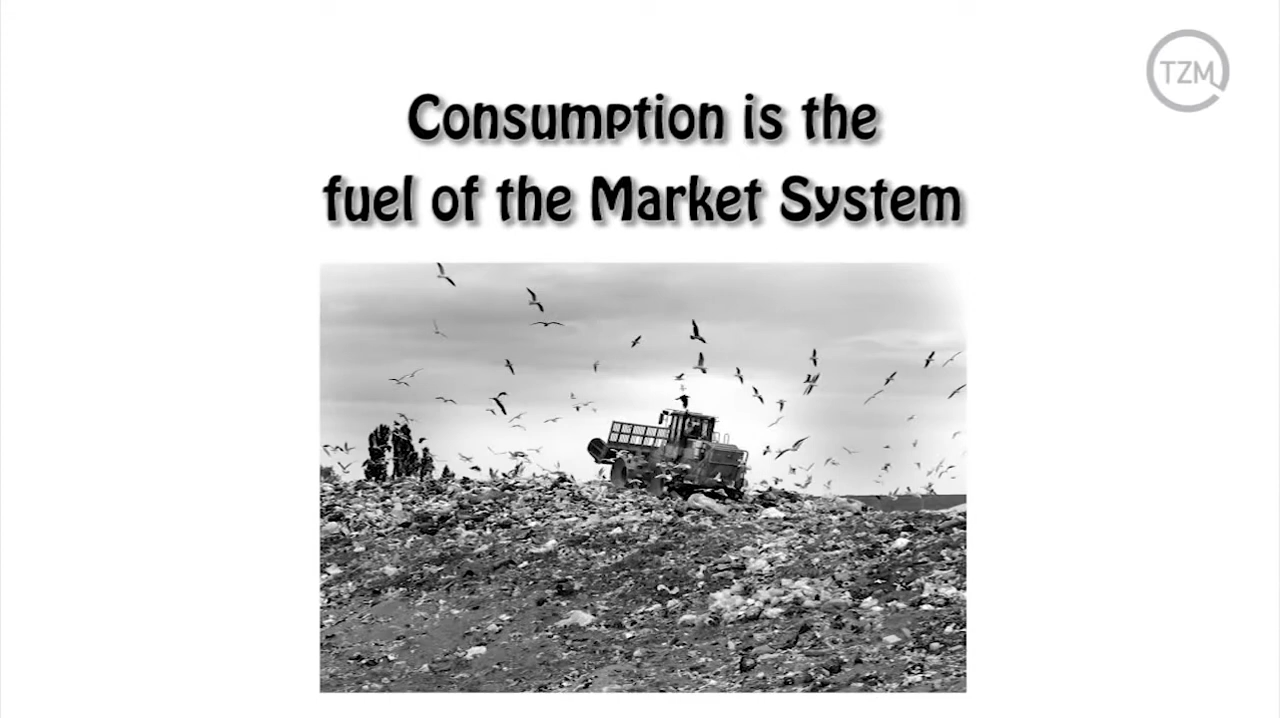 TZM
Consumption is the
fuel of the Market System